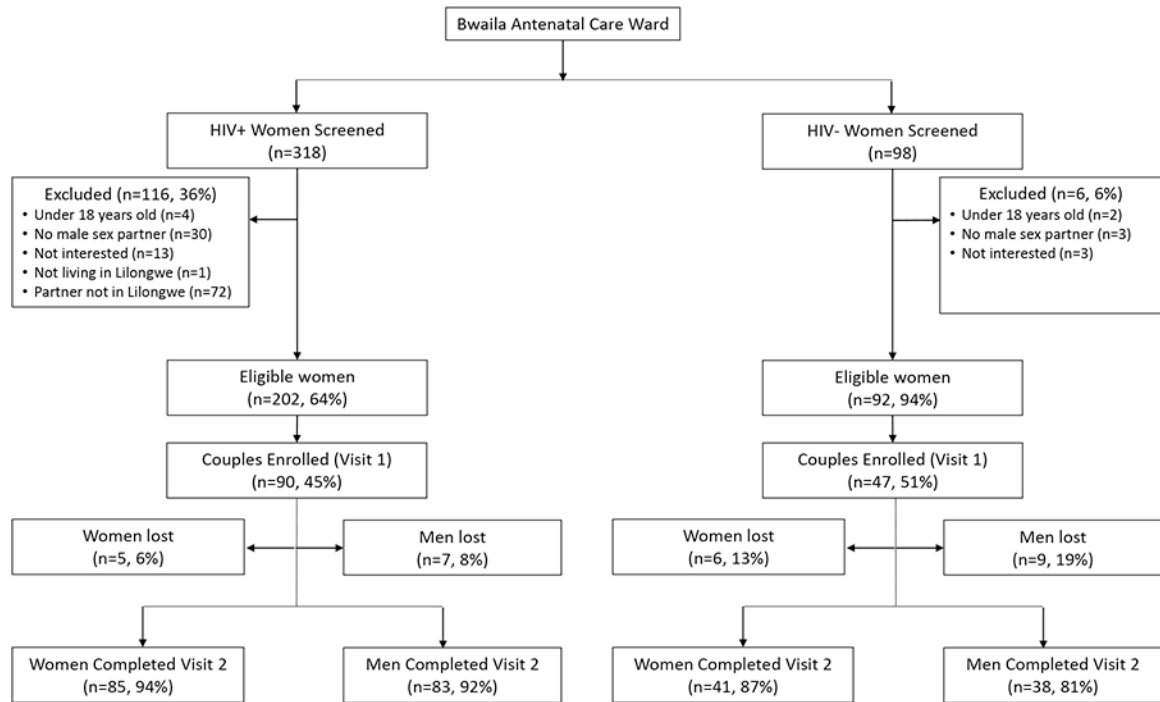 Bwaila Antenatal Care Ward
HIV+ Women Screened
(n=318)
HIV- Women Screened
(n=98)
Excluded (n=116, 36%)
• Under 18 years old (n=4)
• No male sex partner (n=30)
• Not interested (n=13)
• Not living in Lilongwe (n=1)
• Partner not in Lilongwe (n=72)
Excluded (n=6, 6%)
• Under 18 years old (n=2)
• No male sex partner (n=3)
• Not interested (n=3)
Eligible women
(n=202, 64%)
Eligible women
(n=92, 94%)
Couples Enrolled (Visit 1)
(n=90, 45%)
Couples Enrolled (Visit 1)
(n=47, 51%)
Women lost
(n=5, 6%)
Men lost
(n=7, 8%)
Women lost
(n=6, 13%)
Men lost
(n=9, 19%)
Women Completed Visit 2
(n=85, 94%)
Men Completed Visit 2
(n=83, 92%)
Women Completed Visit 2
(n=41, 87%)
Men Completed Visit 2
(n=38, 81%)